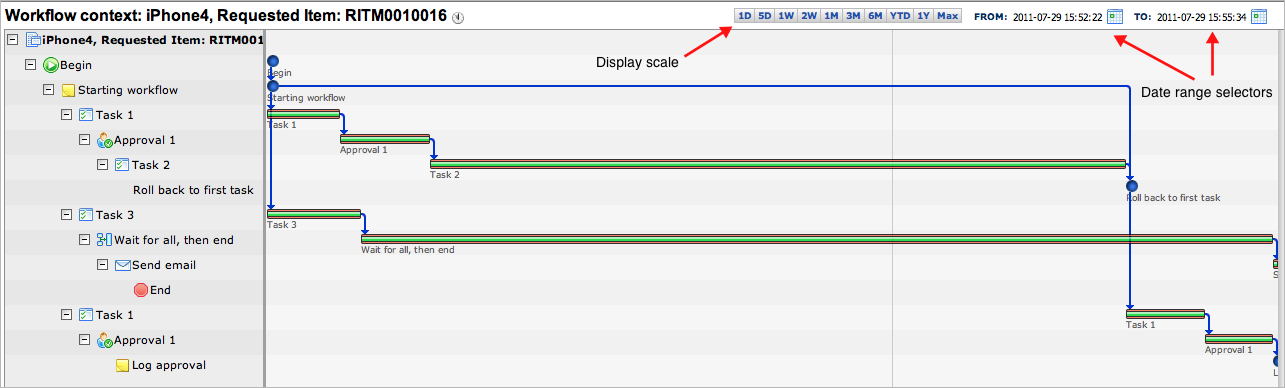 Workflow context: iPhone4, Requested Item: RITM0010016
1D 5D 1W 2W 1M 3M 6M YTD 1Y Max
FROM: 2011-07-29 15:52:22
TO: 2011-07-29 15:55:34
Display scale
Date range selectors
iPhone4, Requested Item: RITM001
Begin
Starting workflow
Task 1
Approval 1
Task 2
Roll back to first task
Task 3
Wait for all, then end
Send email
End
Task 1
Approval 1
Log approval
Begin
Starting workflow
Task 1
Approval 1
Task 2
Roll back to first task
Task 3
Wait for all, then end
S
Task 1
Approval 1
L